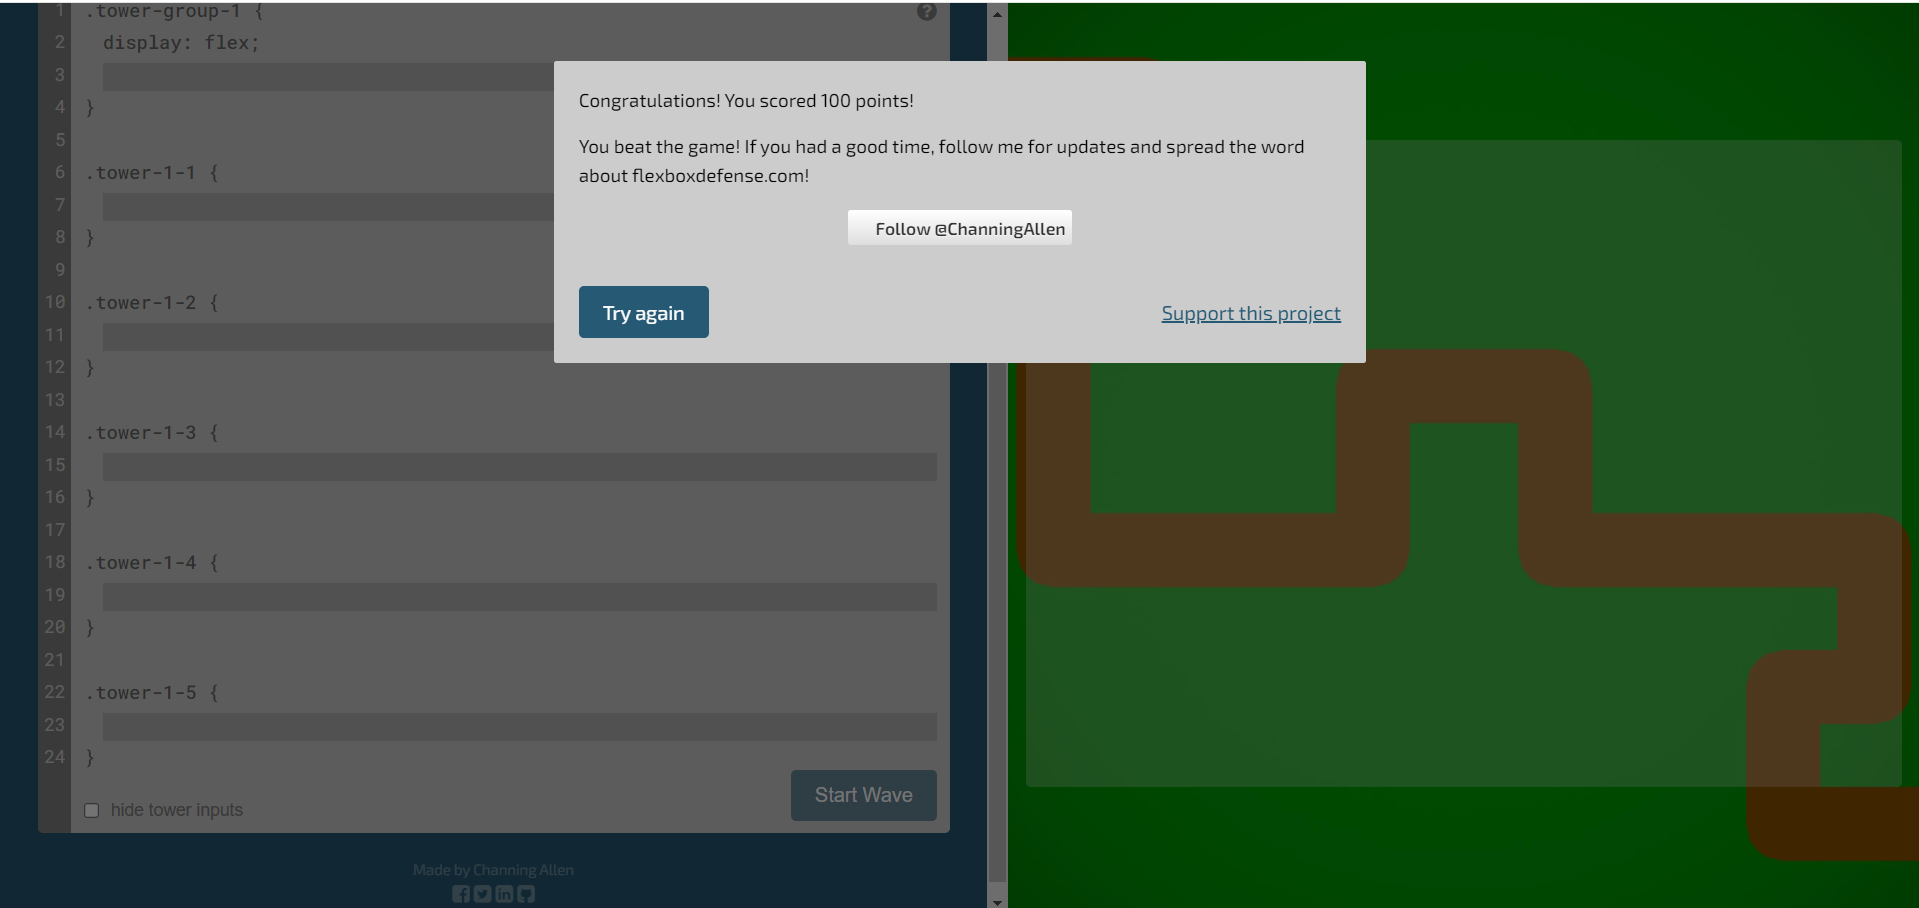 1 .tower-group-1 {
2 display: flex;
3
4 }
5
6 .tower-1-1 {
7
8 }
9
10 .tower-1-2 {
11
12 }
13
14 .tower-1-3 {
15
16 }
17
18 .tower-1-4 {
19
20 }
21
22 .tower-1-5 {
23
24 }
?
hide tower inputs
Start Wave
Made by Channing Allen
Congratulations! You scored 100 points!
You beat the game! If you had a good time, follow me for updates and spread the word
about flexboxdefense.com!
Follow @ChanningAllen
Try again
Support this project